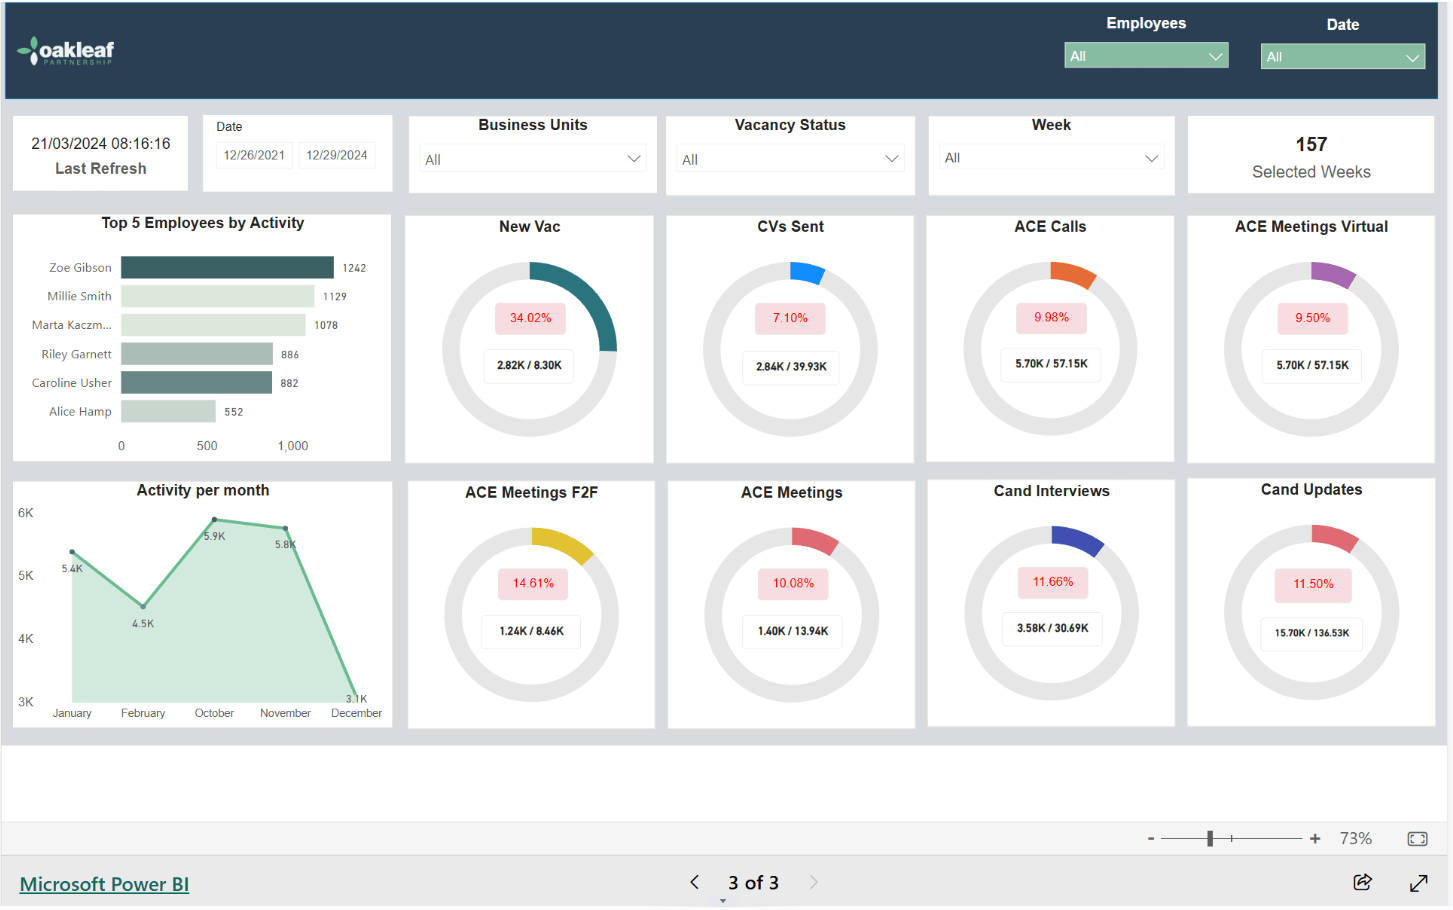 Employees
Date
oakleaf
PARTNERSHIP
All
All
21/03/2024 08:16:16
Last Refresh
Date
12/26/2021
12/29/2024
Business Units
All
Vacancy Status
All
Week
All
157
Selected Weeks
Top 5 Employees by Activity
Zoe Gibson
1242
Millie Smith
1129
Marta Kaczm...
1078
Riley Garnett
886
Caroline Usher
882
Alice Hamp
552
0
500
1,000
New Vac
34.02%
2.82K / 8.30K
CVs Sent
7.10%
2.84K / 39.93K
ACE Calls
9.98%
5.70K / 57.15K
ACE Meetings Virtual
9.50%
5.70K / 57.15K
Activity per month
6K
5K
4K
3K
5.4K
4.5K
5.9K
5.8K
3.1K
January
February
October
November
December
ACE Meetings F2F
14.61%
1.24K / 8.46K
ACE Meetings
10.08%
1.40K / 13.94K
Cand Interviews
11.66%
3.58K / 30.69K
Cand Updates
11.50%
15.70K / 136.53K
- + 73%
Microsoft Power BI
3 of 3